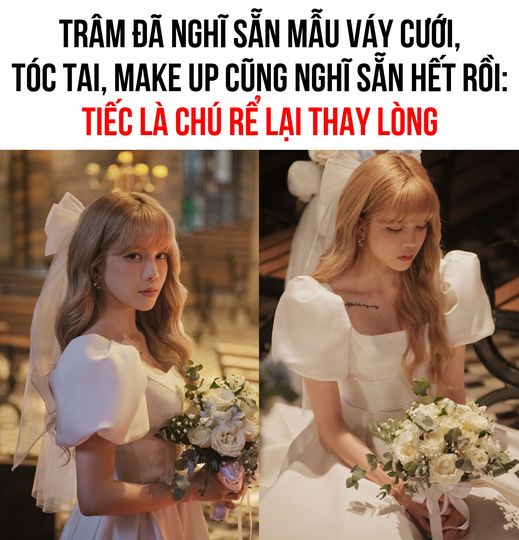 TRÂM ĐÃ NGHĨ SẴN MẪU VÁY CƯỚI,
TÓC TAI, MAKE UP CŨNG NGHĨ SẴN HẾT RỒI:
TIẾC LÀ CHÚ RỂ LẠI THAY LÒNG